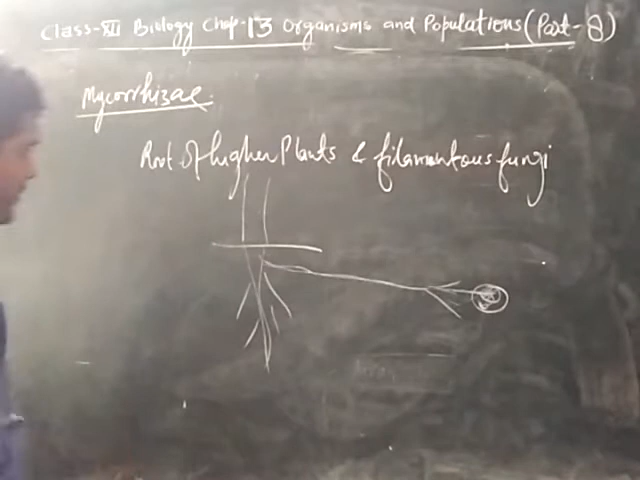 Class-XII Biology Chap-13 Organisms and Populations (Part-8)
Mycorrhizae
Root of higher Plants & filamentous fungi